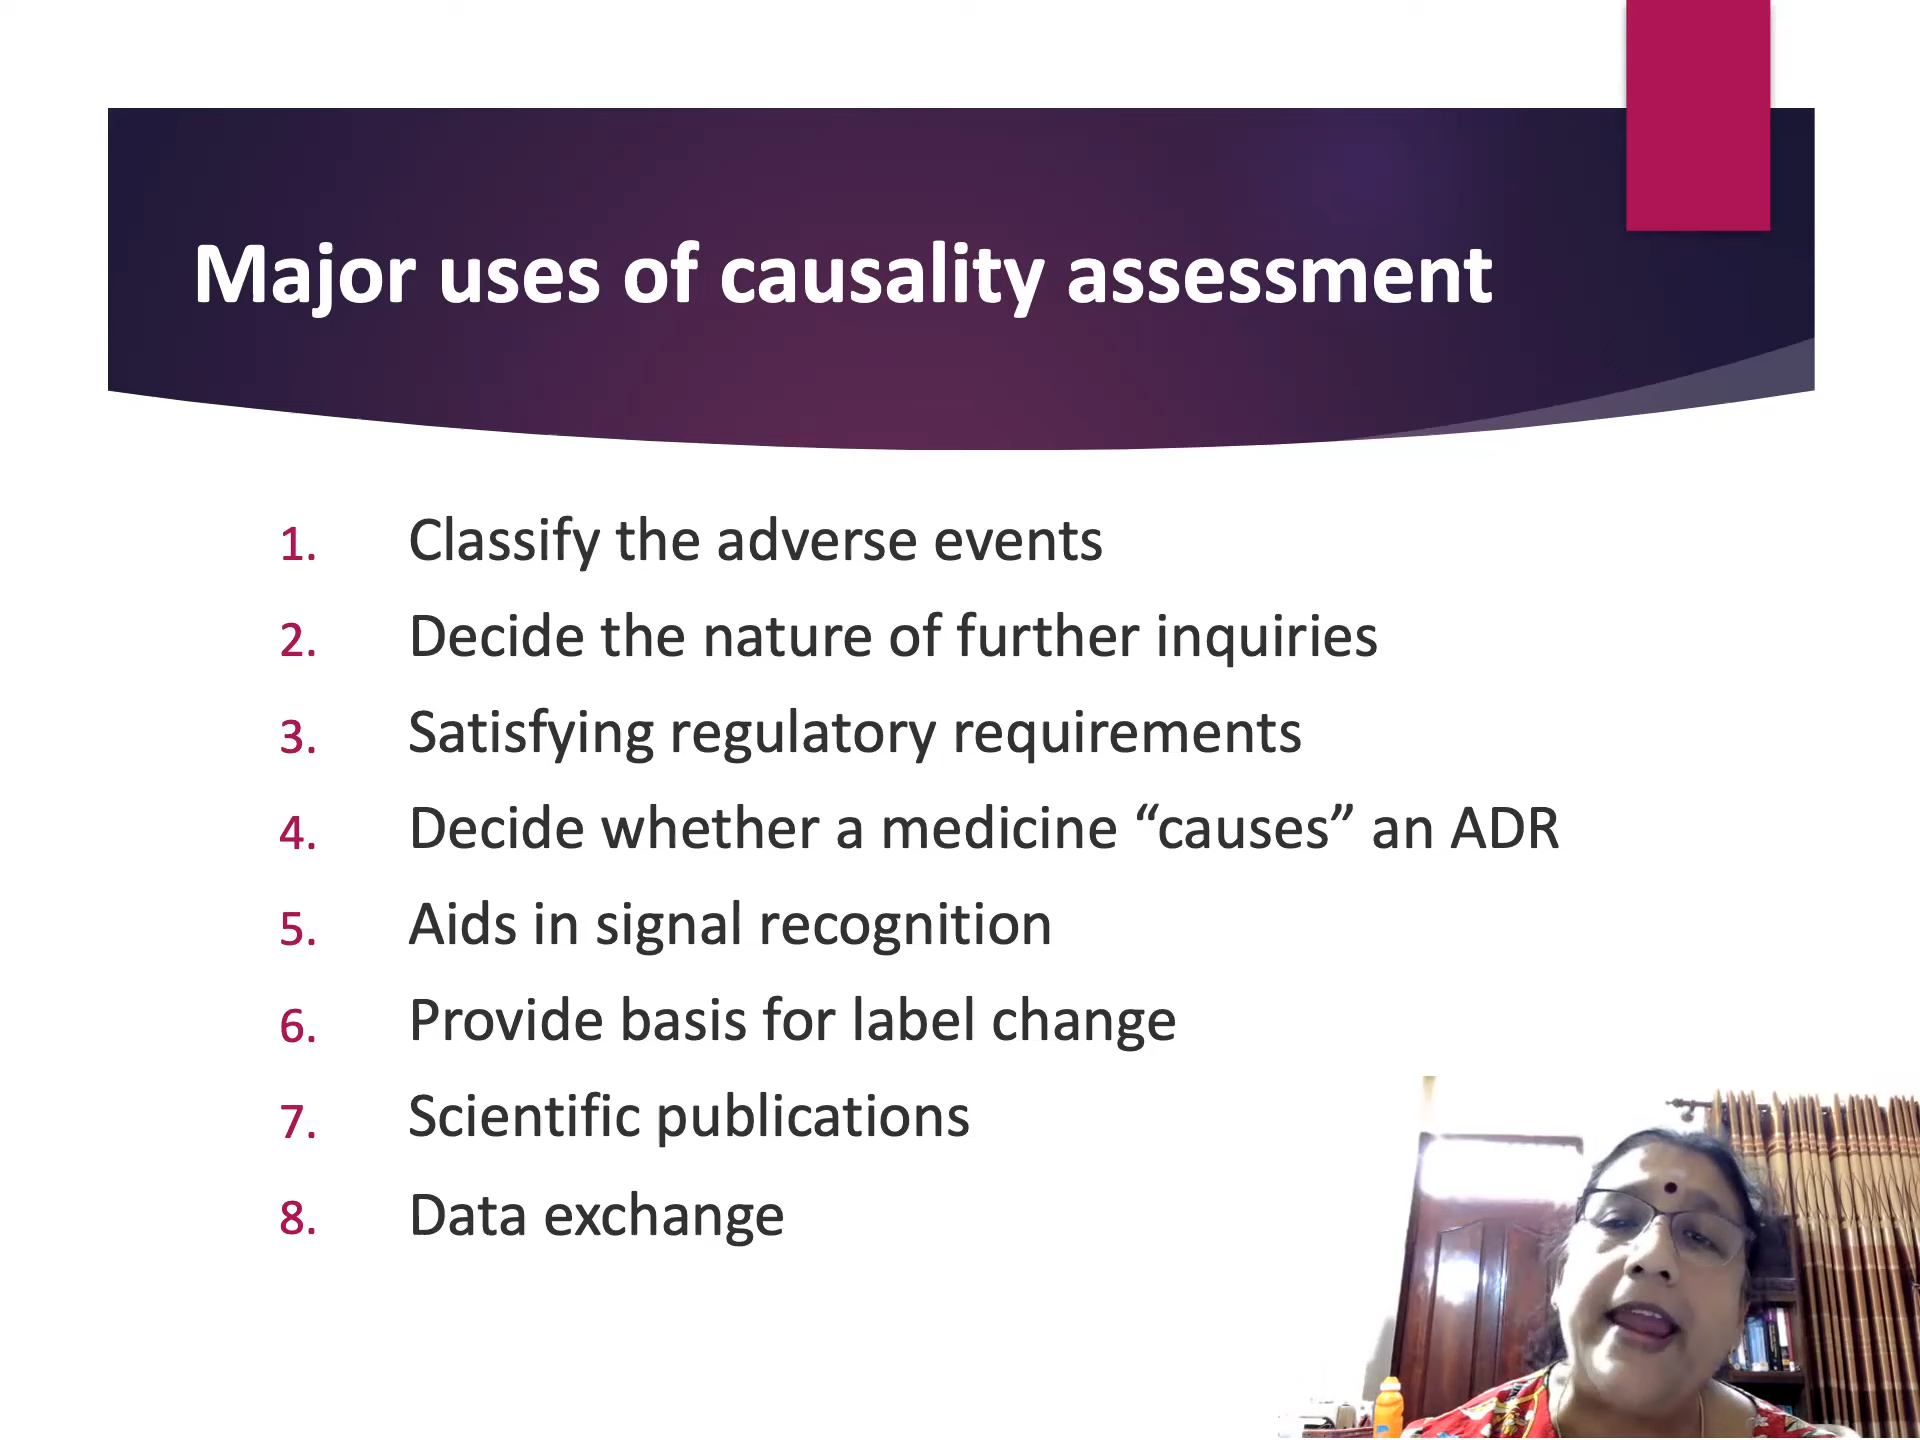 Major uses of causality assessment
1. Classify the adverse events
2. Decide the nature of further inquiries
3. Satisfying regulatory requirements
4. Decide whether a medicine “causes” an ADR
5. Aids in signal recognition
6. Provide basis for label change
7. Scientific publications
8. Data exchange